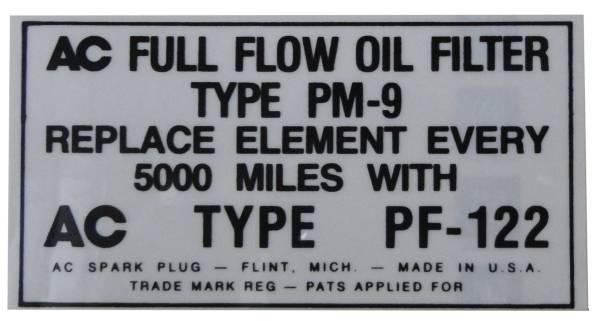 AC FULL FLOW OIL FILTER
TYPE PM-9
REPLACE ELEMENT EVERY
5000 MILES WITH
AC TYPE PF-122
AC SPARK PLUG — FLINT, MICH. — MADE IN U.S.A.
TRADE MARK REG — PATS APPLIED FOR